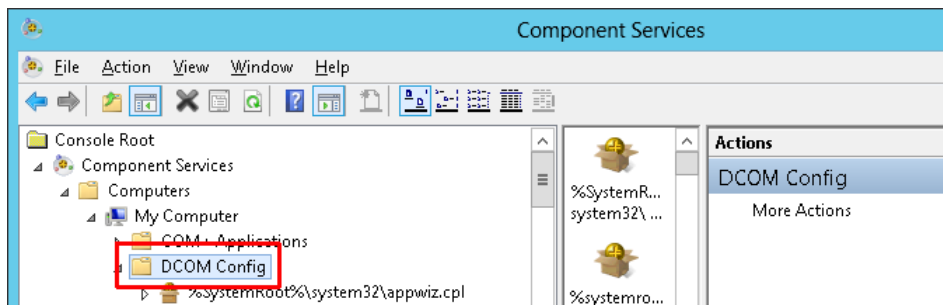 Component Services
File Action View Window Help
Console Root
Component Services
Computers
My Computer
COM+ Applications
DCOM Config
%SystemRoot%\system32\appwiz.cpl
%SystemR...
system32\ ...
%systemro...
Actions
DCOM Config
More Actions